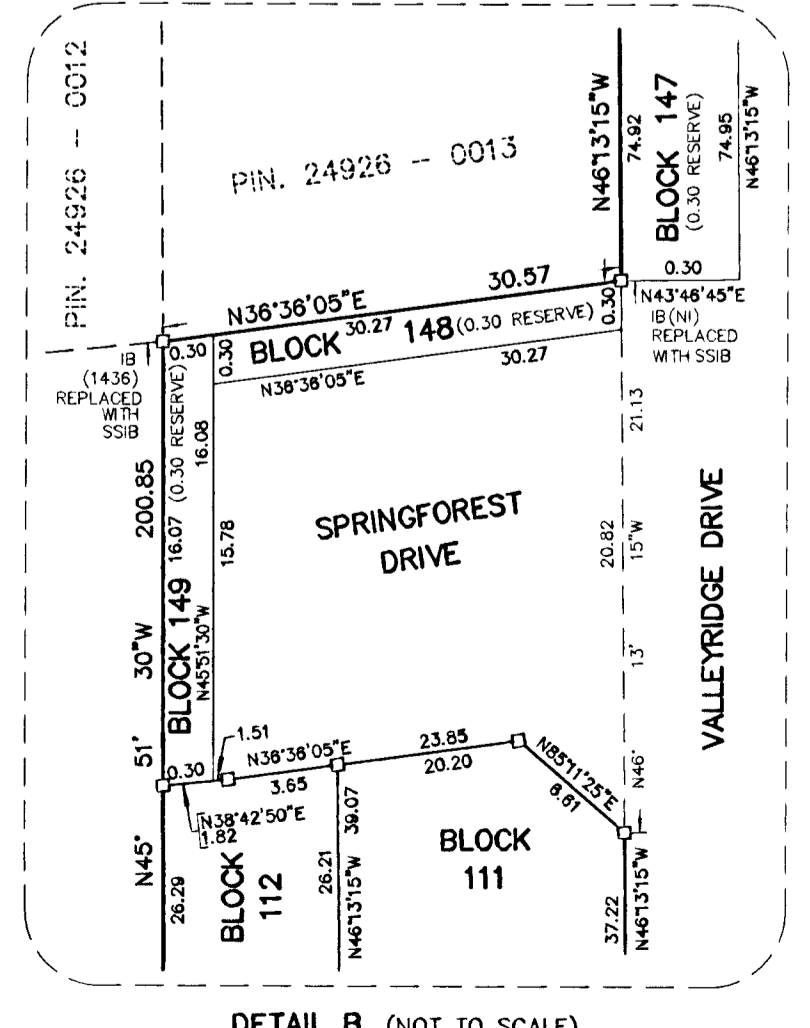 PIN. 24926 -- 0012
PIN. 24926 -- 0013
N46°13'15"W
74.92
BLOCK 147
(0.30 RESERVE)
74.95
N46°13'15"W
0.30
N43°46'45"E
IB (NI)
REPLACED
WITH SSIB
N36°36'05"E
30.57
0.30
0.30
0.30
BLOCK 148 (0.30 RESERVE)
30.27
N36°36'05"E
30.27
IB
(1436)
REPLACED
WITH
SSIB
N45° 51' 30"W 200.85
BLOCK 149 16.07 (0.30 RESERVE)
N45°51'30"W
16.08
15.78
SPRINGFOREST
DRIVE
21.13
20.82
N46° 13' 15"W
VALLEYRIDGE DRIVE
0.30
1.51
N36°36'05"E
3.65
23.85
20.20
N85°11'25"E
6.61
N38°42'50"E
1.82
26.29
BLOCK
112
26.21
39.07
N46°13'15"W
BLOCK
111
37.22
N46°13'15"W
DETAIL B (NOT TO SCALE)